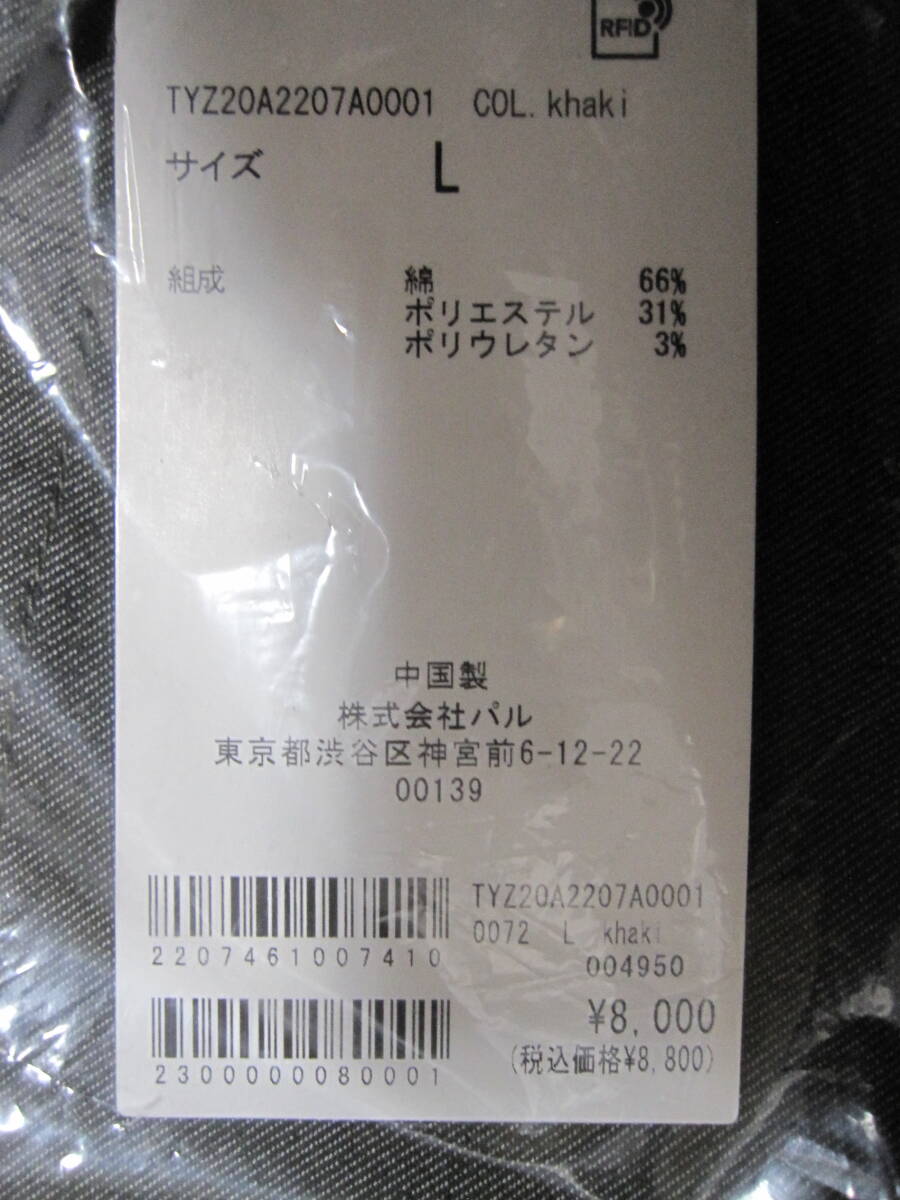 RFID
TYZ20A2207A0001 COL. khaki
サイズ L
組成 綿 66%
ポリエステル 31%
ポリウレタン 3%
中国製
株式会社パル
東京都渋谷区神宮前6-12-22
00139
TYZ20A2207A0001
0072 L khaki
2207461007410
004950
¥8,000
2300000080001
(税込価格¥8,800)